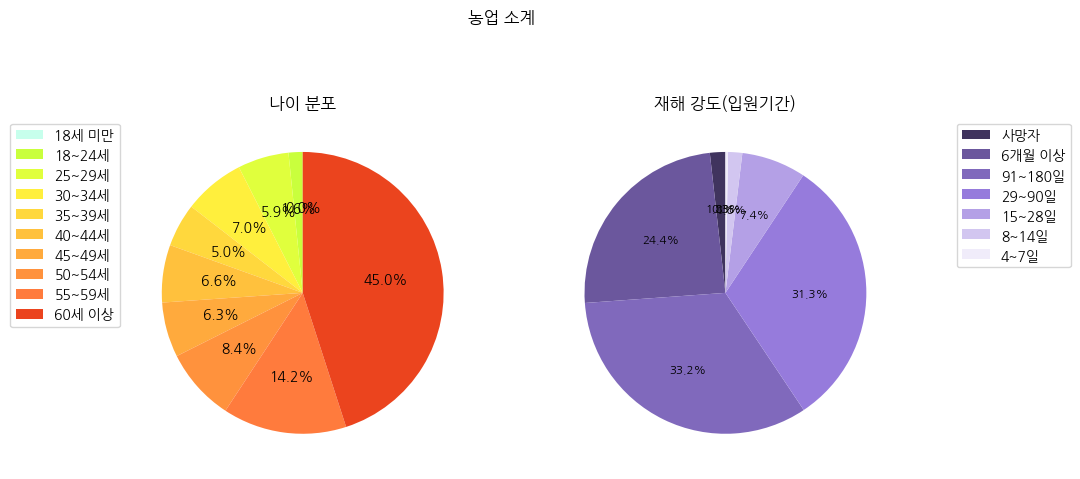 농업 소계
나이 분포
18세 미만
18~24세
25~29세
30~34세
35~39세
40~44세
45~49세
50~54세
55~59세
60세 이상
5.9%
7.0%
5.0%
6.6%
6.3%
8.4%
14.2%
45.0%
재해 강도(입원기간)
사망자
6개월 이상
91~180일
29~90일
15~28일
8~14일
4~7일
7.4%
24.4%
31.3%
33.2%